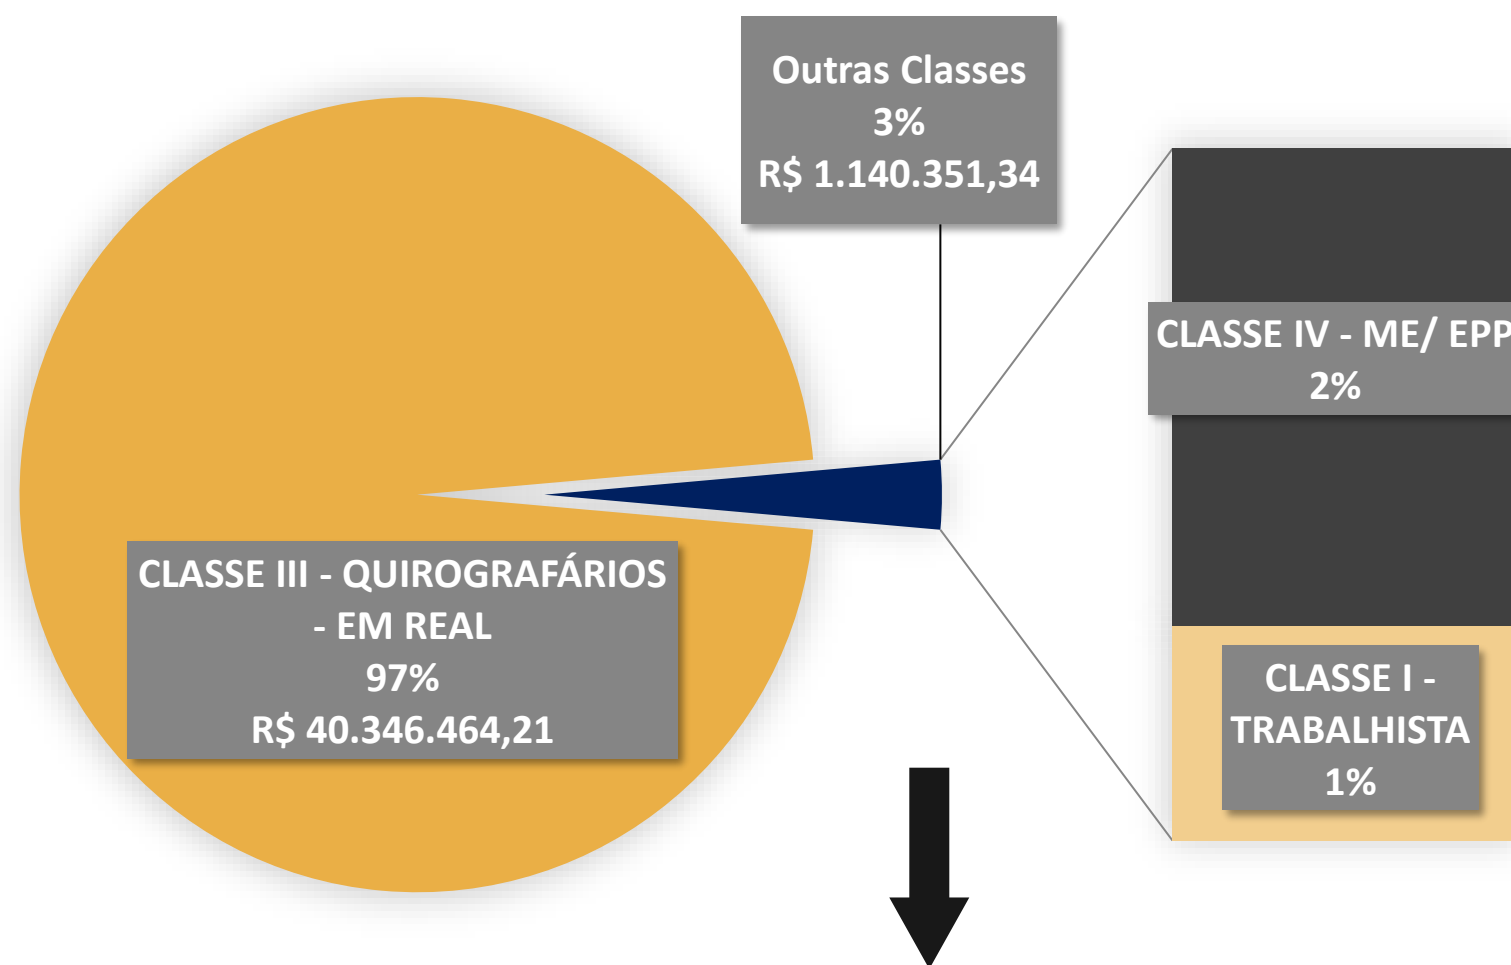 Outras Classes
3%
R$ 1.140.351,34
CLASSE IV - ME/ EPP
2%
CLASSE III - QUIROGRAFÁRIOS
- EM REAL
97%
R$ 40.346.464,21
CLASSE I -
TRABALHISTA
1%